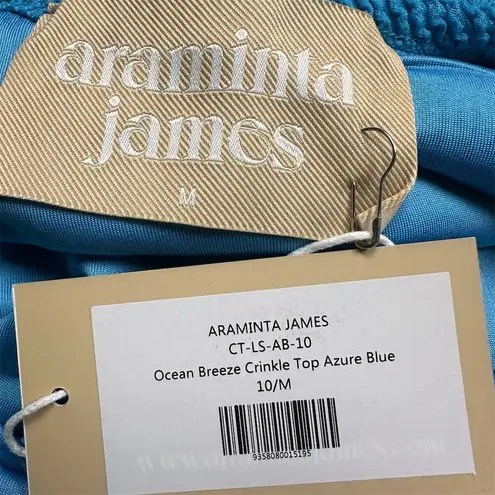 araminta
james
M
ARAMINTA JAMES
CT-LS-AB-10
Ocean Breeze Crinkle Top Azure Blue
10/M
9358080015195